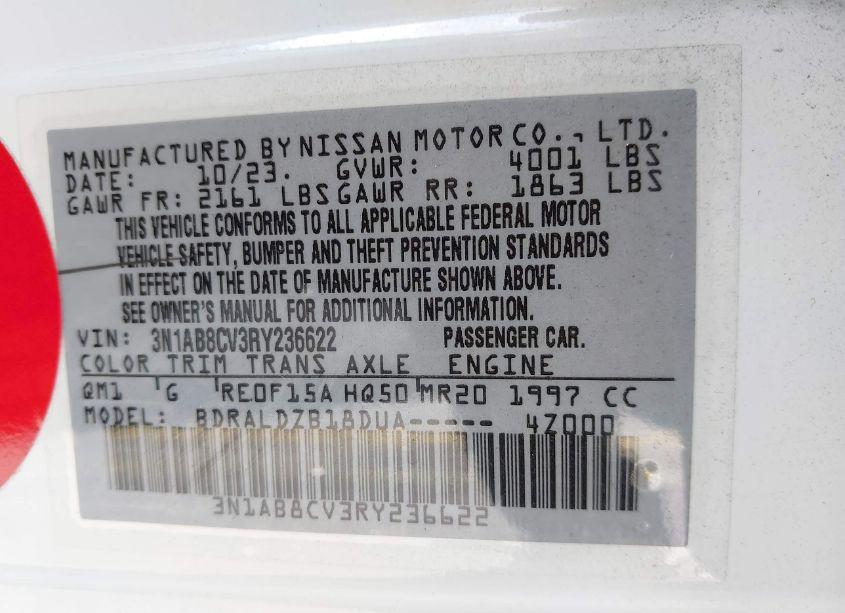 MANUFACTURED BY NISSAN MOTOR CO., LTD.
DATE: 10/23. GVWR: 4001 LBS
GAWR FR: 2161 LBS GAWR RR: 1863 LBS
THIS VEHICLE CONFORMS TO ALL APPLICABLE FEDERAL MOTOR
VEHICLE SAFETY, BUMPER AND THEFT PREVENTION STANDARDS
IN EFFECT ON THE DATE OF MANUFACTURE SHOWN ABOVE.
SEE OWNER'S MANUAL FOR ADDITIONAL INFORMATION.
VIN: 3N1AB8CV3RY236622 PASSENGER CAR.
COLOR TRIM TRANS AXLE ENGINE
QM1 G RE0F15A HQ50 MR20 1997 CC
MODEL: BDRALDZB18DUA----- 4Z000
3N1AB8CV3RY236622